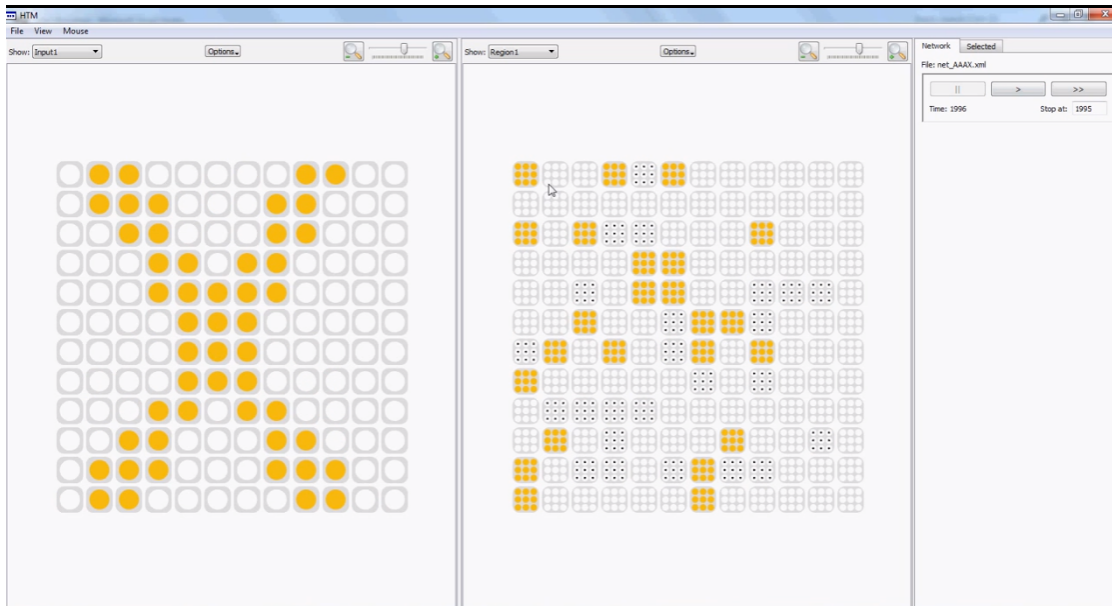 HTM
File View Mouse
Show: Input1 Options Show: Region1 Options Network Selected
File: net_AAAX.xml
|| > >>
Time: 1996 Stop at: 1995